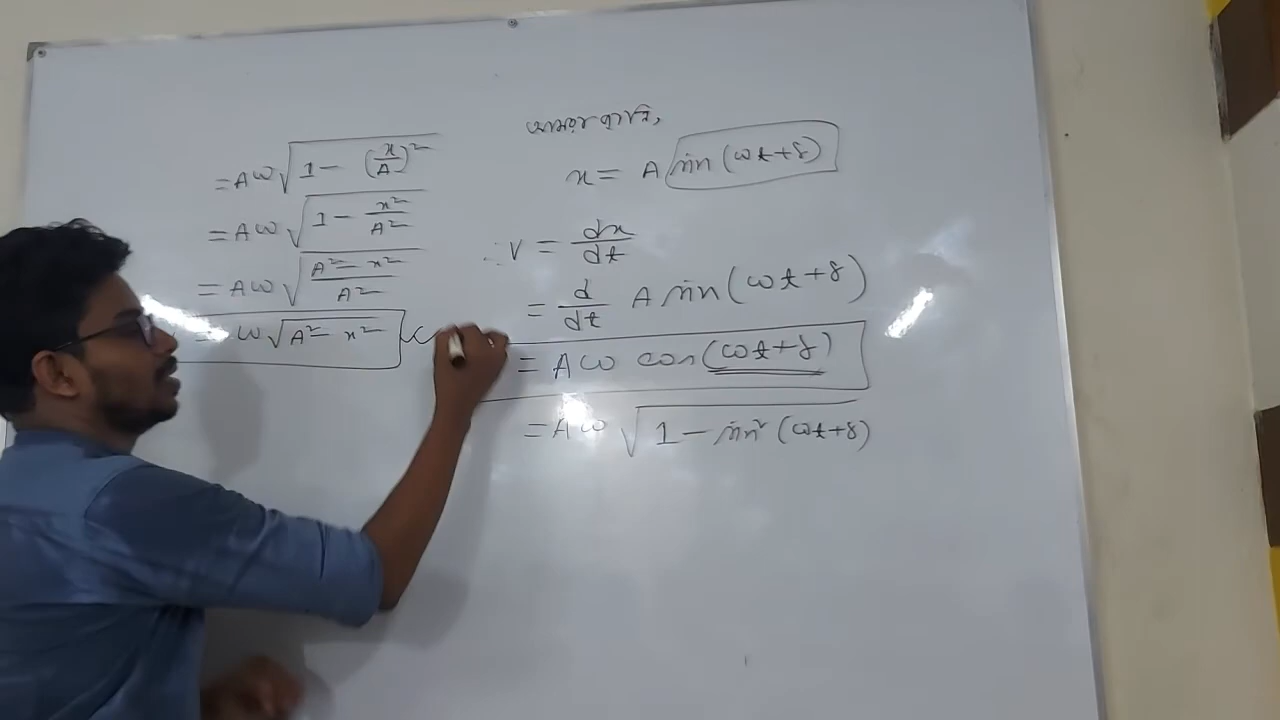 আমরা জানি,
x = A sin (ωt+δ)
∴ v = dx/dt
= d/dt A sin (ωt+δ)
= Aω cos (ωt+δ)
= Aω √(1 − sin² (ωt+δ))
= Aω √(1 − (x/A)²)
= Aω √(1 − x²/A²)
= Aω √((A² − x²)/A²)
= ω √(A² − x²)